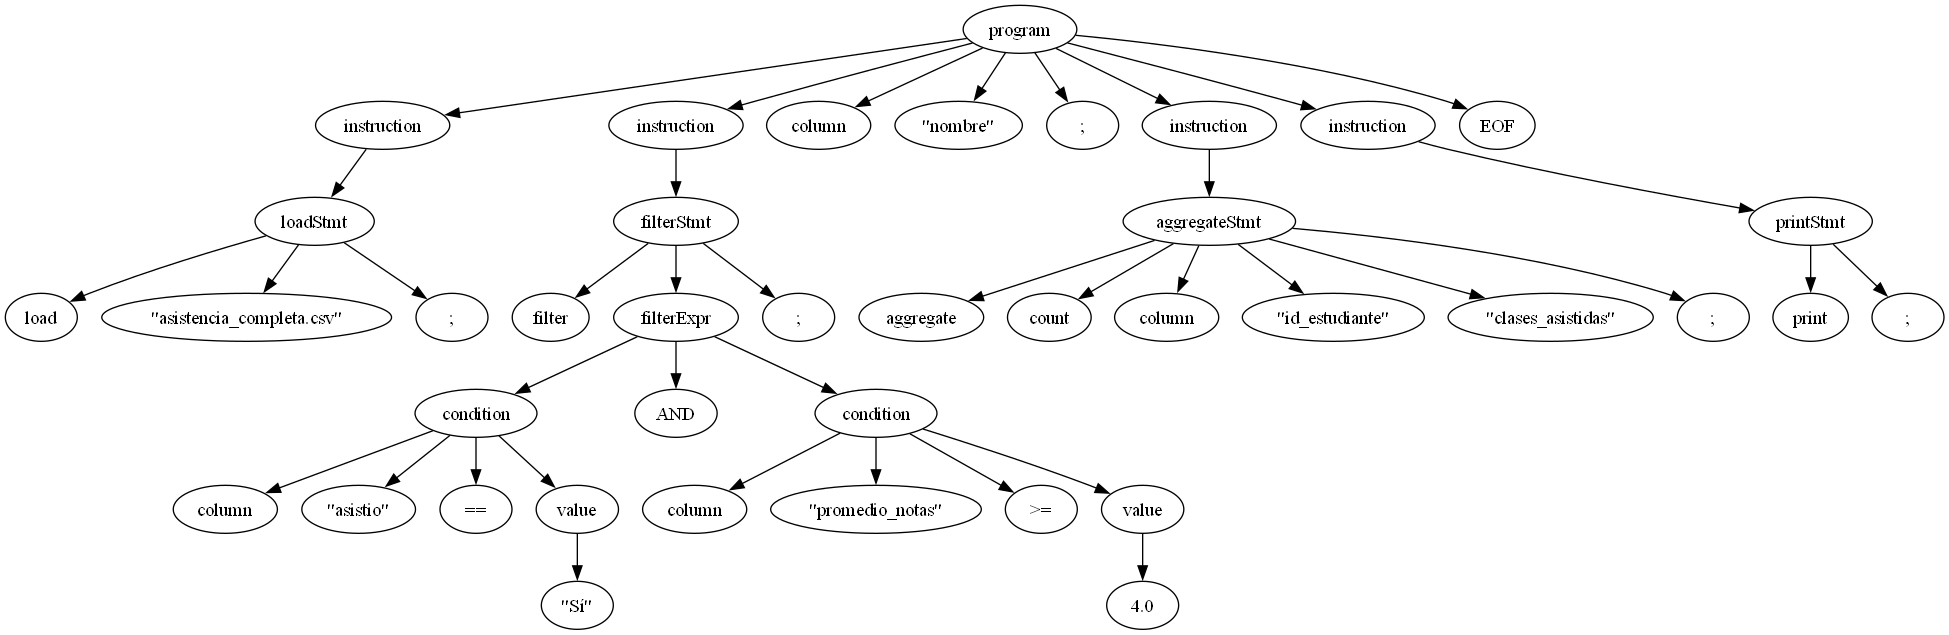 program
instruction instruction column "nombre" ; instruction instruction EOF
loadStmt filterStmt aggregateStmt printStmt
load "asistencia_completa.csv" ; filter filterExpr ; aggregate count column "id_estudiante" "clases_asistidas" ; print ;
condition AND condition
column "asistio" == value column "promedio_notas" >= value
"Sí" 4.0